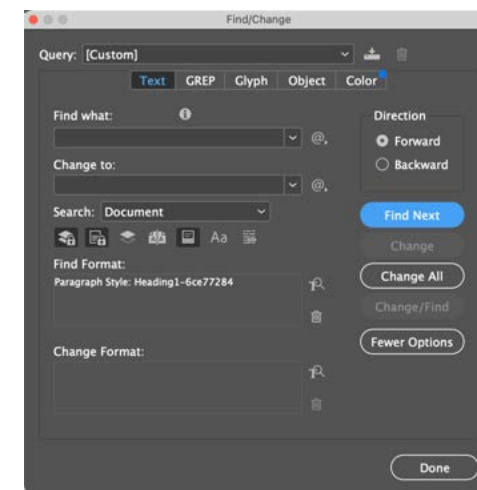 Find/Change
Query: [Custom]
Text GREP Glyph Object Color
Find what:
@,
Change to:
@,
Search: Document
Aa
Find Format:
Paragraph Style: Heading1-6ce77284
Change Format:
Direction
Forward
Backward
Find Next
Change
Change All
Change/Find
Fewer Options
Done